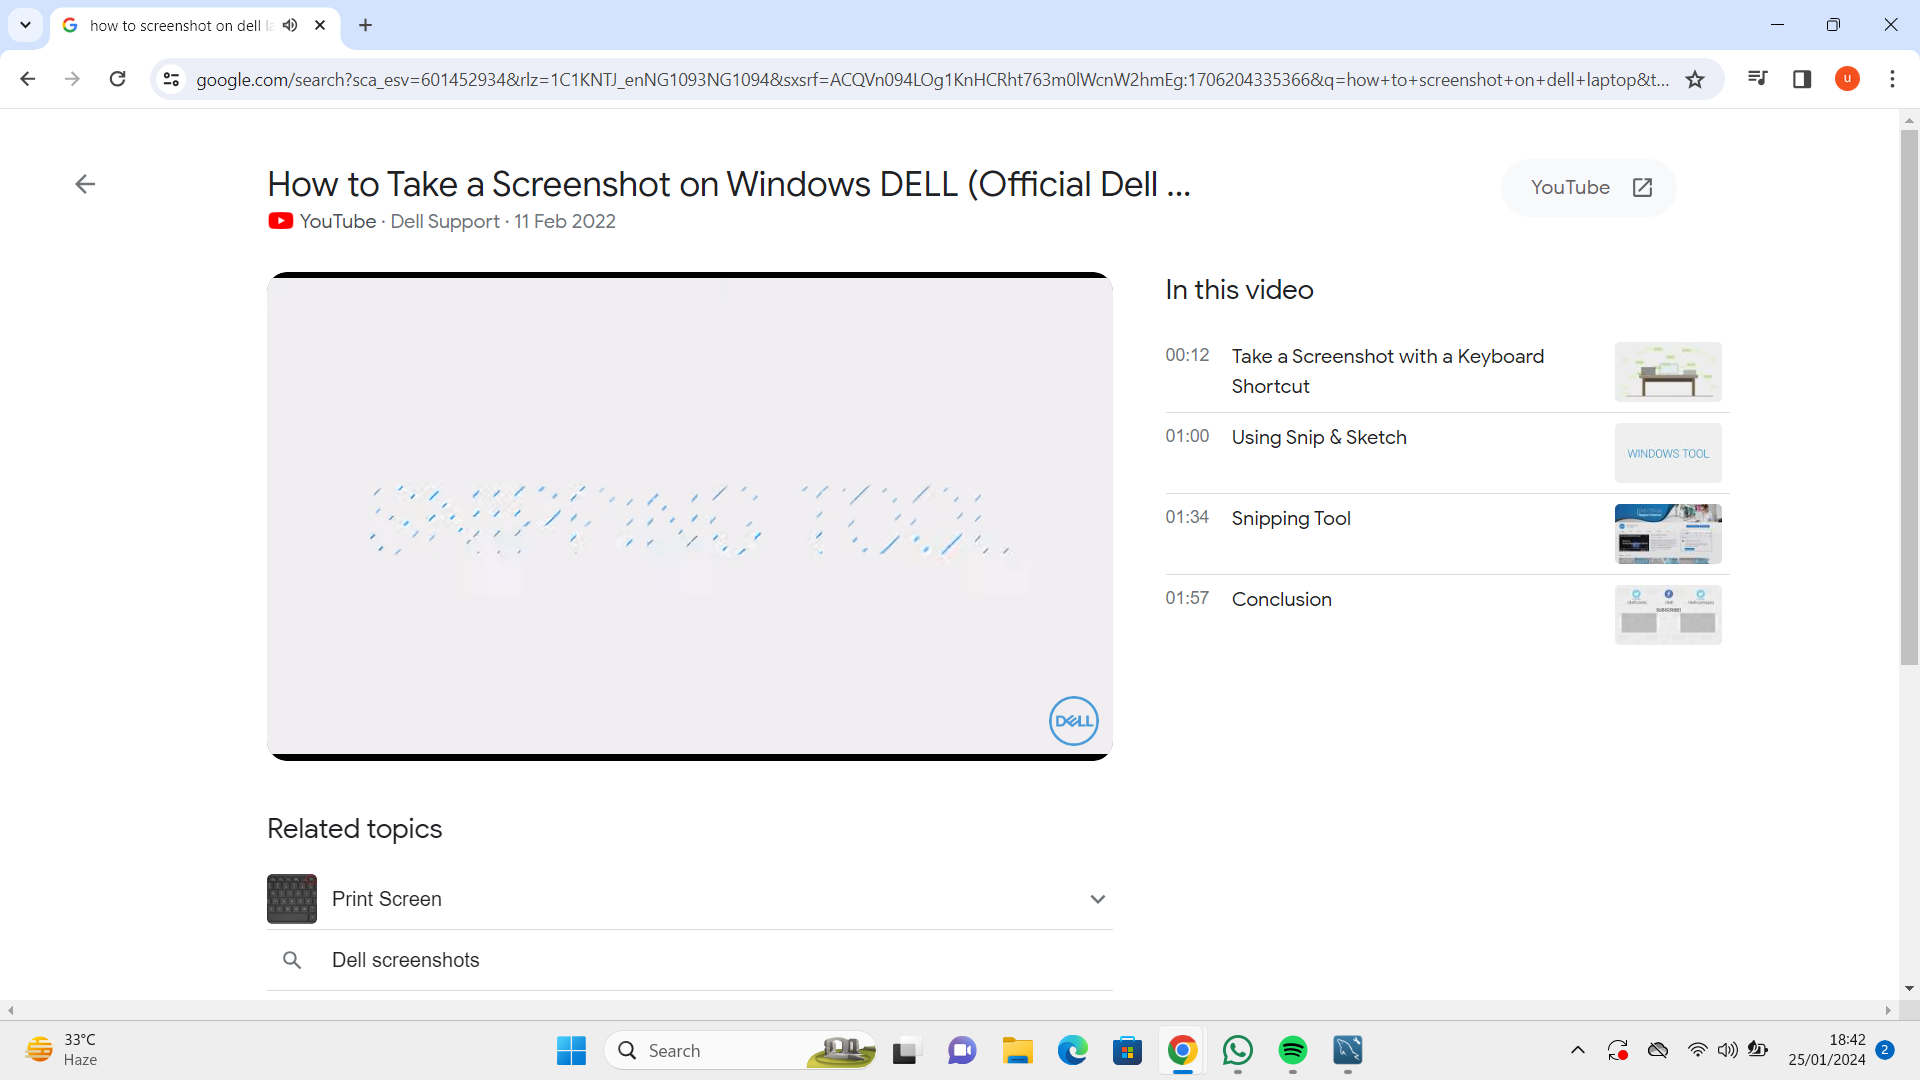 how to screenshot on dell la
google.com/search?sca_esv=601452934&rlz=1C1KNTJ_enNG1093NG1094&sxsrf=ACQVn094LOg1KnHCRht763m0lWcnW2hmEg:1706204335366&q=how+to+screenshot+on+dell+laptop&t...
u
How to Take a Screenshot on Windows DELL (Official Dell ...
YouTube
YouTube · Dell Support · 11 Feb 2022
SNIPPING TOOL
DELL
In this video
00:12 Take a Screenshot with a Keyboard
Shortcut
01:00 Using Snip & Sketch
WINDOWS TOOL
01:34 Snipping Tool
01:57 Conclusion
SUBSCRIBE!
Related topics
Print Screen
Dell screenshots
33°C
Haze
Search
18:42
25/01/2024
2